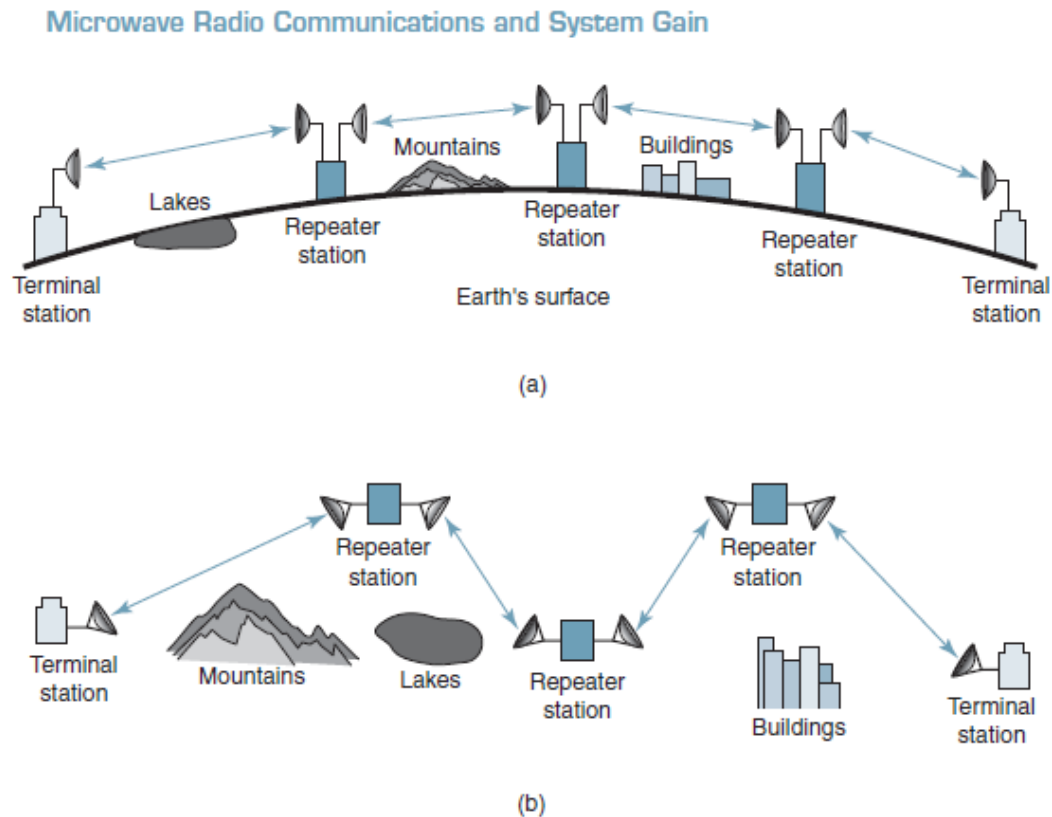 Microwave Radio Communications and System Gain
Mountains
Buildings
Lakes
Repeater
station
Repeater
station
Repeater
station
Terminal
station
Earth's surface
Terminal
station
(a)
Repeater
station
Repeater
station
Terminal
station
Mountains
Lakes
Repeater
station
Buildings
Terminal
station
(b)